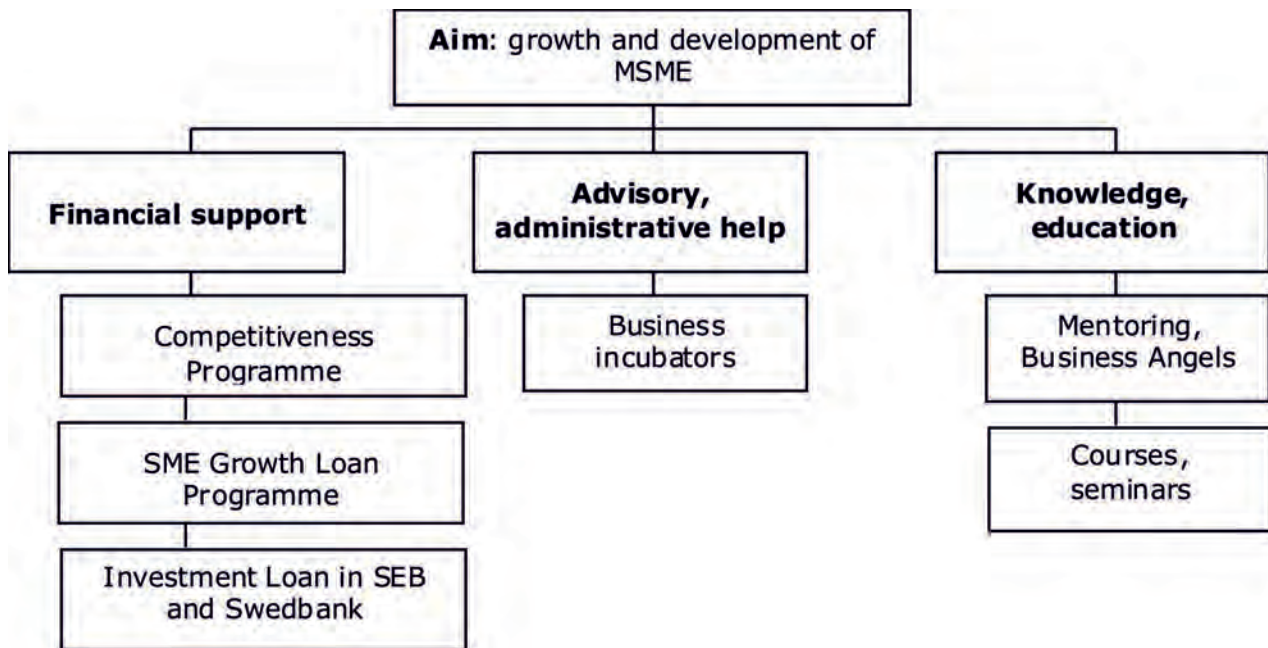 Aim: growth and development of
MSME
Financial support
Advisory,
administrative help
Knowledge,
education
Competitiveness
Programme
SME Growth Loan
Programme
Investment Loan in SEB
and Swedbank
Business
incubators
Mentoring,
Business Angels
Courses,
seminars